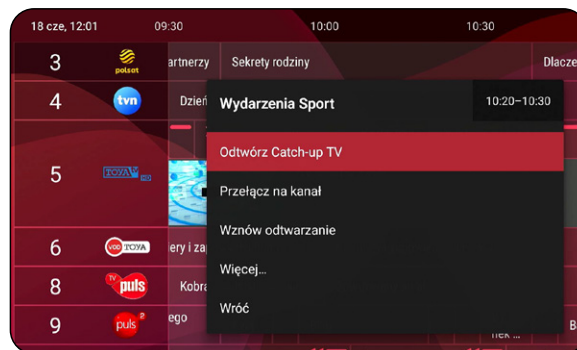 18 cze, 12:01 09:30 10:00 10:30
3 polsat artnerzy Sekrety rodziny Dlacze
4 tvn Dzień
Wydarzenia Sport 10:20–10:30
Odtwórz Catch-up TV
5 TOYA
Przełącz na kanał
Wznów odtwarzanie
6 VOD TOYA ery i za
Więcej...
8 TV puls Kobra
Wróć
9 puls 2 ego B
nek ...